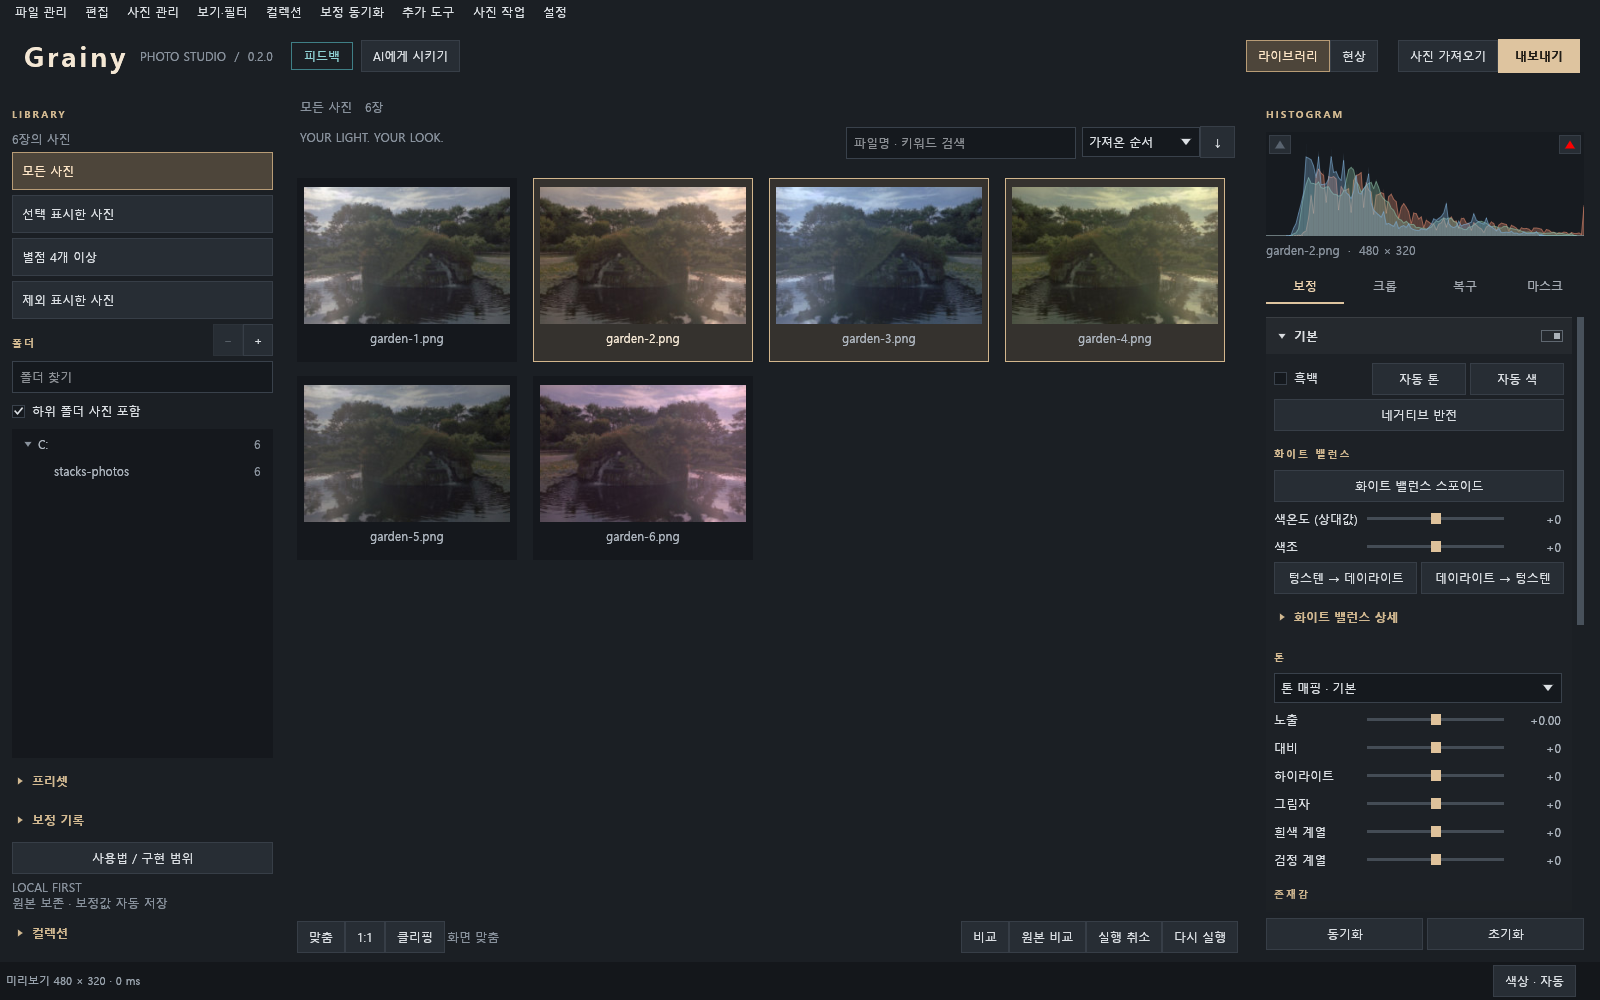 파일 관리 편집 사진 관리 보기·필터 컬렉션 보정 동기화 추가 도구 사진 작업 설정
Grainy PHOTO STUDIO / 0.2.0 피드백 AI에게 시키기 라이브러리 현상 사진 가져오기 내보내기
LIBRARY
6장의 사진
모든 사진
선택 표시한 사진
별점 4개 이상
제외 표시한 사진
폴더 − +
폴더 찾기
하위 폴더 사진 포함
C: 6
stacks-photos 6
프리셋
보정 기록
사용법 / 구현 범위
LOCAL FIRST
원본 보존 · 보정값 자동 저장
컬렉션
모든 사진 6장
YOUR LIGHT. YOUR LOOK.
파일명 · 키워드 검색 가져온 순서 ↓
garden-1.png garden-2.png garden-3.png garden-4.png
garden-5.png garden-6.png
맞춤 1:1 클리핑 화면 맞춤 비교 원본 비교 실행 취소 다시 실행
HISTOGRAM
garden-2.png · 480 × 320
보정 크롭 복구 마스크
기본
흑백 자동 톤 자동 색
네거티브 반전
화이트 밸런스
화이트 밸런스 스포이드
색온도 (상대값) +0
색조 +0
텅스텐 → 데이라이트 데이라이트 → 텅스텐
화이트 밸런스 상세
톤
톤 매핑 · 기본
노출 +0.00
대비 +0
하이라이트 +0
그림자 +0
흰색 계열 +0
검정 계열 +0
존재감
동기화 초기화
미리보기 480 × 320 · 0 ms 색상 · 자동